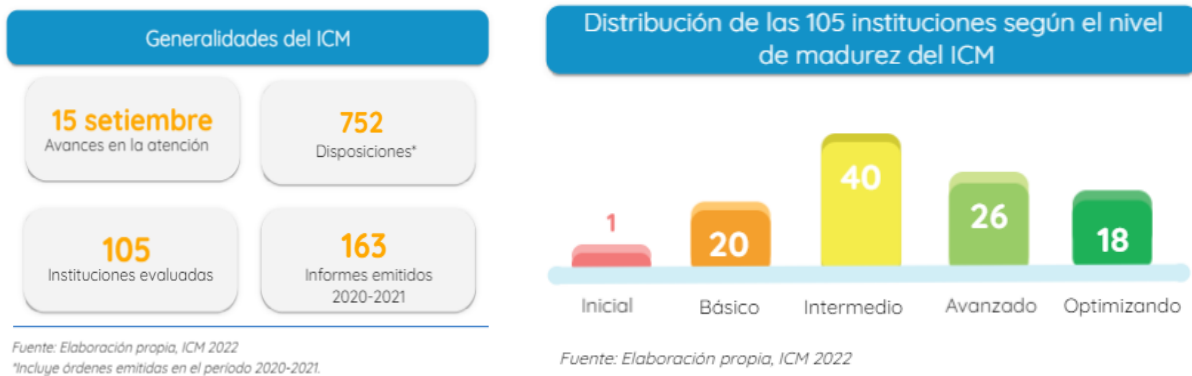 Generalidades del ICM
15 setiembre
Avances en la atención
752
Disposiciones*
105
Instituciones evaluadas
163
Informes emitidos
2020-2021
Fuente: Elaboración propia, ICM 2022
*Incluye órdenes emitidas en el período 2020-2021.
Distribución de las 105 instituciones según el nivel
de madurez del ICM
1
20
40
26
18
Inicial
Básico
Intermedio
Avanzado
Optimizando
Fuente: Elaboración propia, ICM 2022